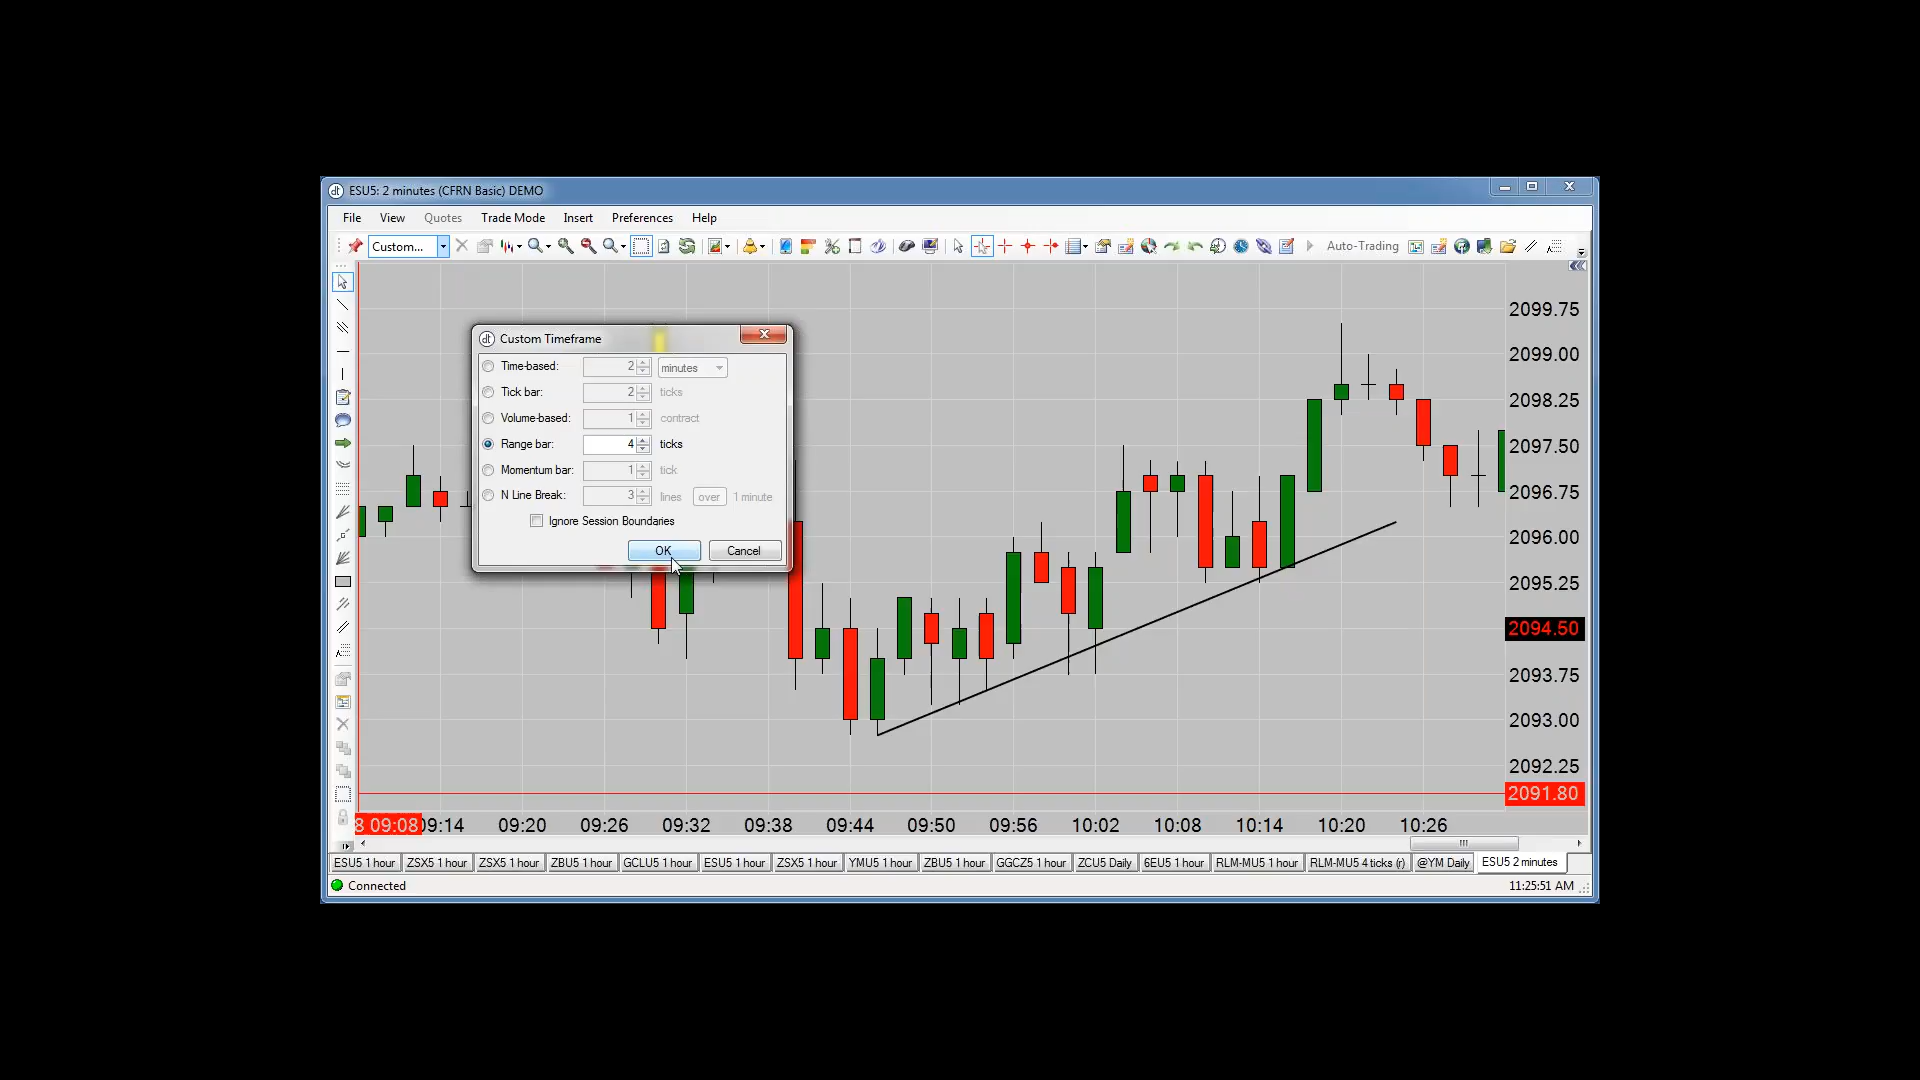 ESU5: 2 minutes (CFRN Basic) DEMO
File View Quotes Trade Mode Insert Preferences Help
Custom... Auto-Trading
Custom Timeframe
Time-based: 2 minutes
Tick bar: 2 ticks
Volume-based: 1 contract
Range bar: 4 ticks
Momentum bar: 1 tick
N Line Break: 3 lines over 1 minute
Ignore Session Boundaries
OK Cancel
2099.75
2099.00
2098.25
2097.50
2096.75
2096.00
2095.25
2094.50
2093.75
2093.00
2092.25
2091.80
8 09:08 09:14 09:20 09:26 09:32 09:38 09:44 09:50 09:56 10:02 10:08 10:14 10:20 10:26
ESU5 1 hour ZSX5 1 hour ZSX5 1 hour ZBU5 1 hour GCLU5 1 hour ESU5 1 hour ZSX5 1 hour YMU5 1 hour ZBU5 1 hour GGCZ5 1 hour ZCU5 Daily 6EU5 1 hour RLM-MU5 1 hour RLM-MU5 4 ticks (r) @YM Daily ESU5 2 minutes
Connected 11:25:51 AM